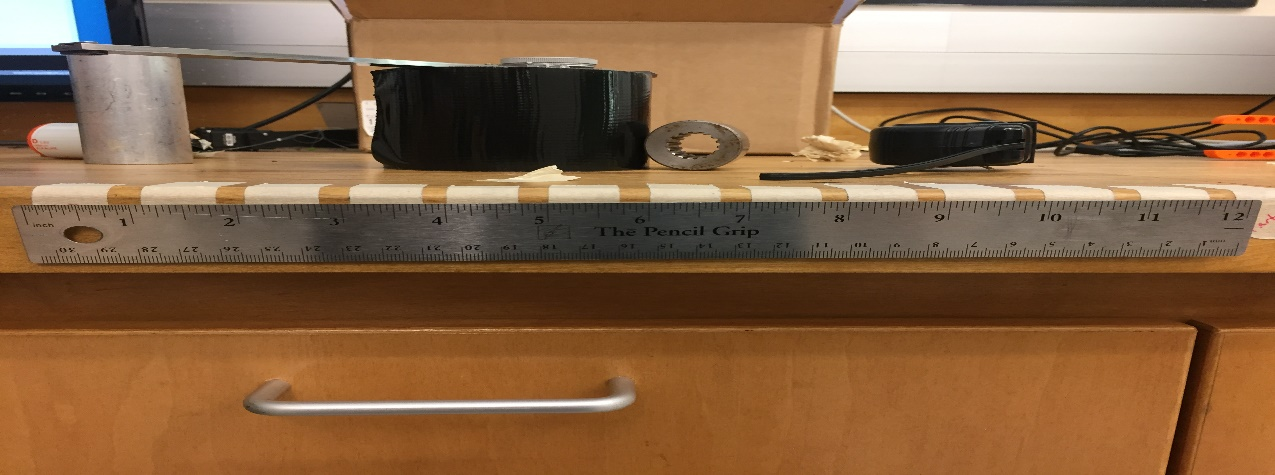 1 2 3 4 5 6 7 8 9 10 11 12
inch
The Pencil Grip
30 29 28 27 26 25 24 23 22 21 20 19 18 17 16 15 14 13 12 11 10 9 8 7 6 5 4 3 2 1 mm